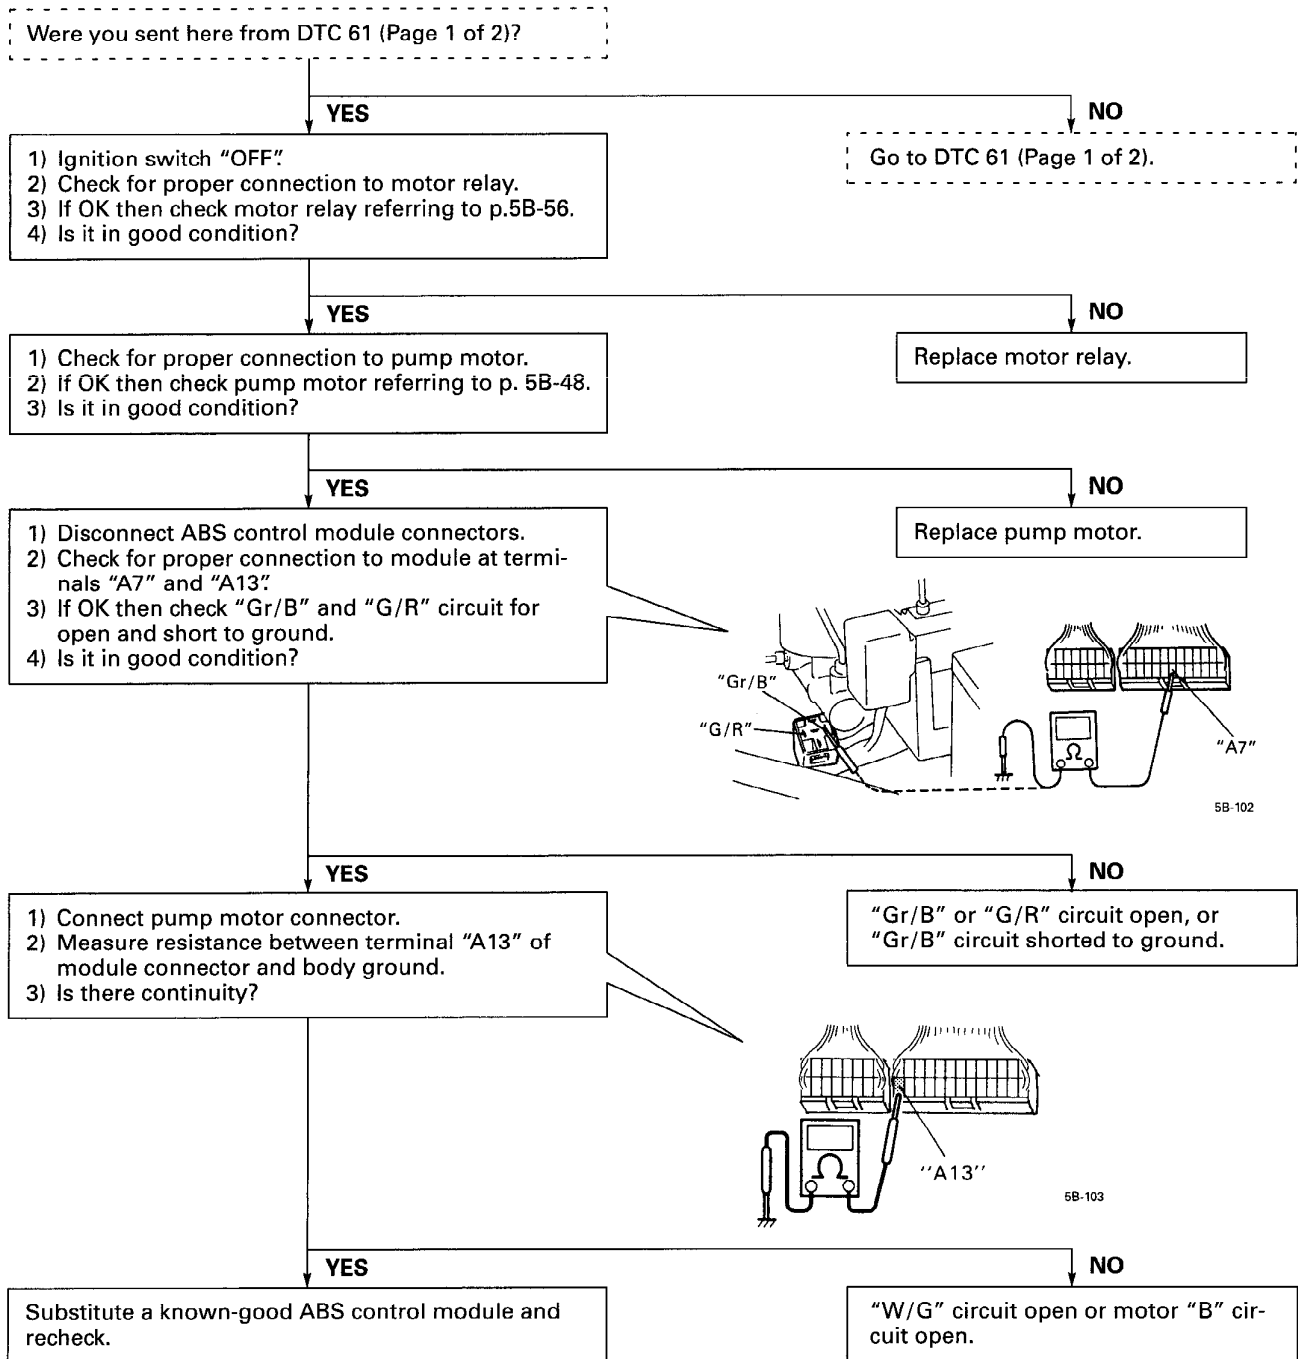 Were you sent here from DTC 61 (Page 1 of 2)?
YES
NO
1) Ignition switch “OFF”.
2) Check for proper connection to motor relay.
3) If OK then check motor relay referring to p.5B-56.
4) Is it in good condition?
Go to DTC 61 (Page 1 of 2).
YES
NO
1) Check for proper connection to pump motor.
2) If OK then check pump motor referring to p. 5B-48.
3) Is it in good condition?
Replace motor relay.
YES
NO
1) Disconnect ABS control module connectors.
2) Check for proper connection to module at termi-
nals “A7” and “A13”.
3) If OK then check “Gr/B” and “G/R” circuit for
open and short to ground.
4) Is it in good condition?
Replace pump motor.
“Gr/B”
“G/R”
Ω
“A7”
5B-102
YES
NO
1) Connect pump motor connector.
2) Measure resistance between terminal “A13” of
module connector and body ground.
3) Is there continuity?
“Gr/B” or “G/R” circuit open, or
“Gr/B” circuit shorted to ground.
Ω
“A13”
5B-103
YES
NO
Substitute a known-good ABS control module and
recheck.
“W/G” circuit open or motor “B” cir-
cuit open.